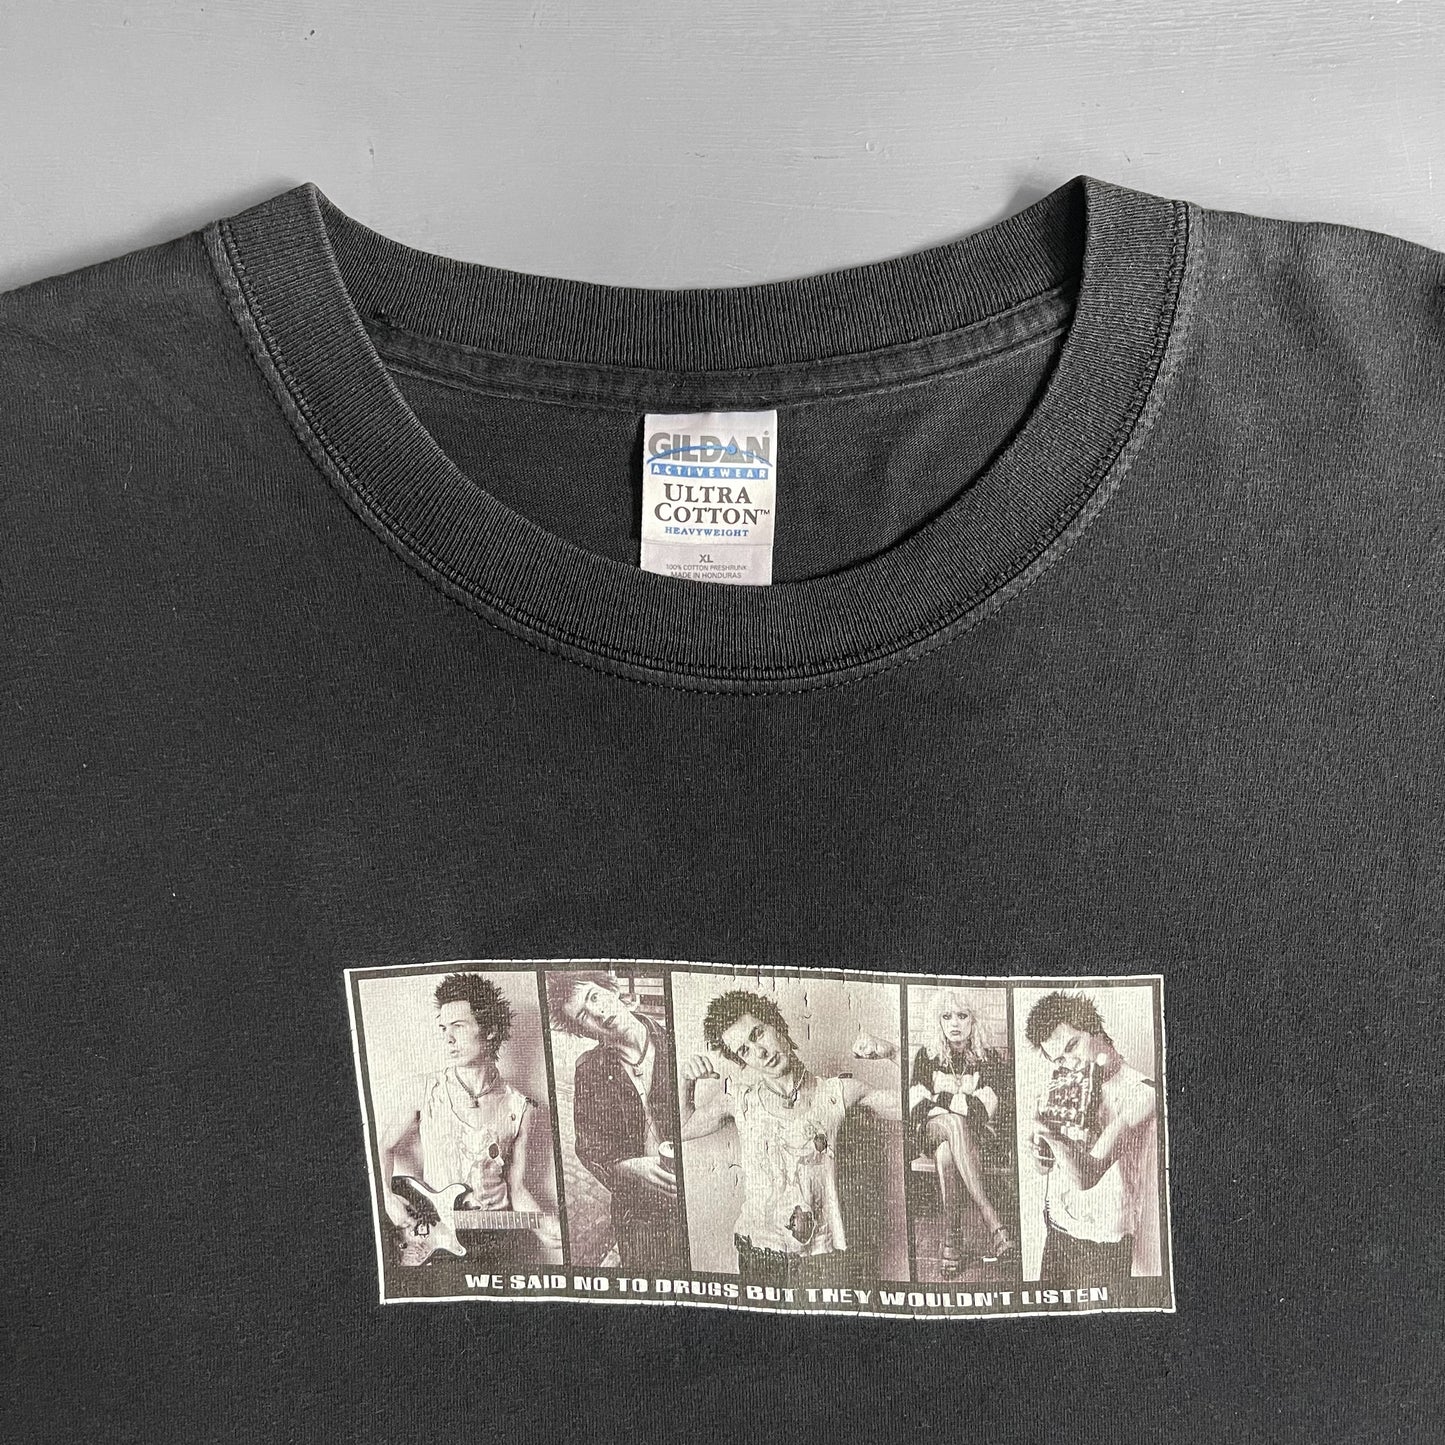 GILDAN®
ACTIVEWEAR
ULTRA
COTTON™
HEAVYWEIGHT
XL
100% COTTON PRESHRUNK
MADE IN HONDURAS
WE SAID NO TO DRUGS BUT THEY WOULDN'T LISTEN